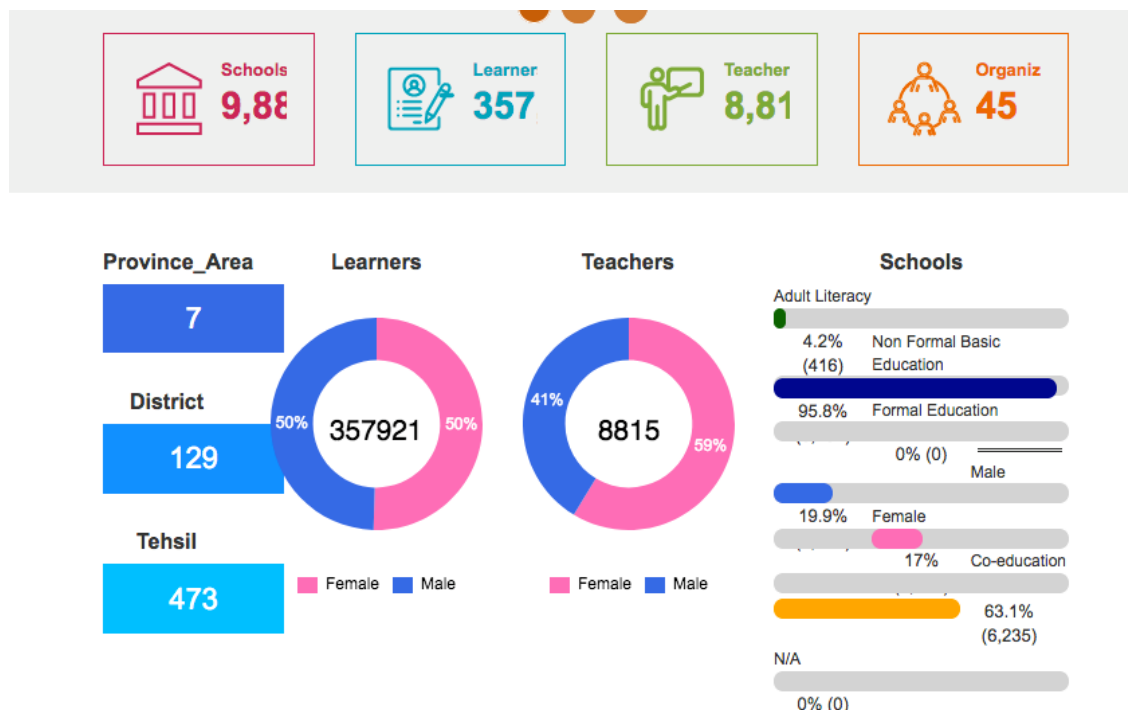 Schools
9,88
Learner
357
Teacher
8,81
Organiz
45
Province_Area
7
District
129
Tehsil
473
Learners
50%
357921
50%
Female
Male
Teachers
41%
8815
59%
Female
Male
Schools
Adult Literacy
4.2%
(416)
Non Formal Basic
Education
95.8%
Formal Education
0% (0)
Male
19.9%
Female
17%
Co-education
63.1%
(6,235)
N/A
0% (0)